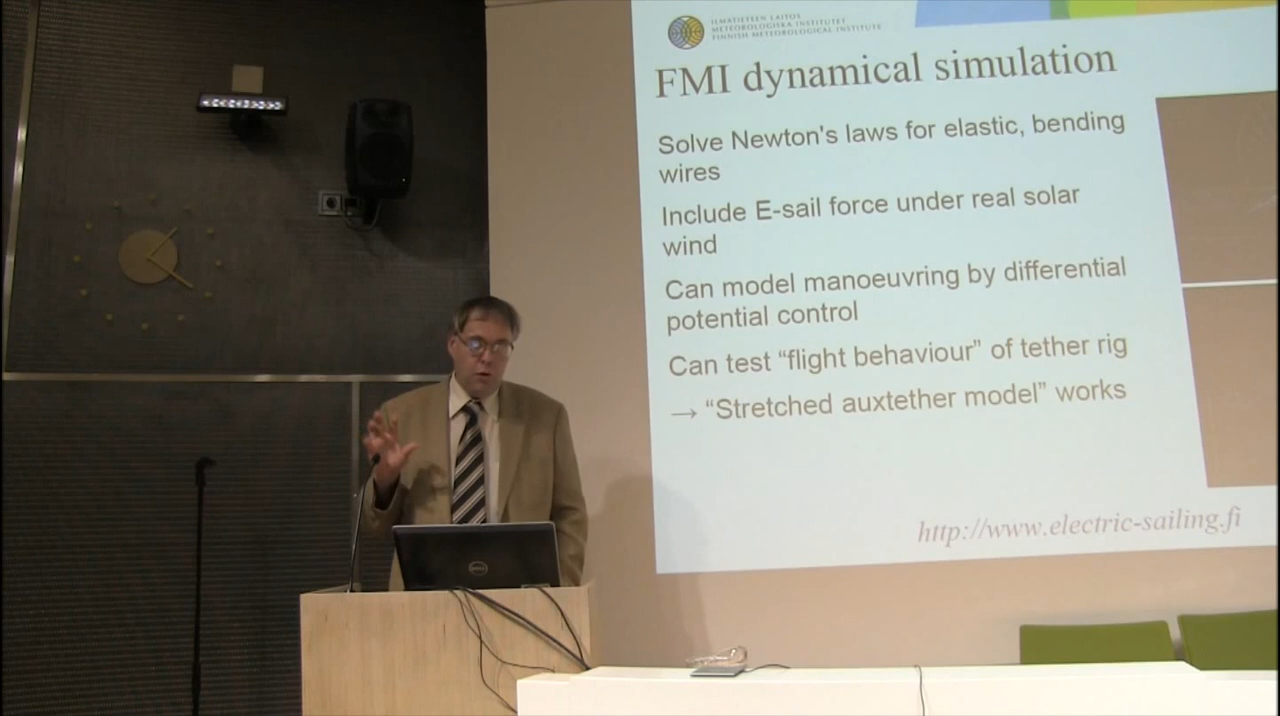 ILMATIETEEN LAITOS
METEOROLOGISKA INSTITUTET
FINNISH METEOROLOGICAL INSTITUTE
FMI dynamical simulation
Solve Newton's laws for elastic, bending
wires
Include E-sail force under real solar
wind
Can model manoeuvring by differential
potential control
Can test “flight behaviour” of tether rig
→ “Stretched auxtether model” works
http://www.electric-sailing.fi
DELL